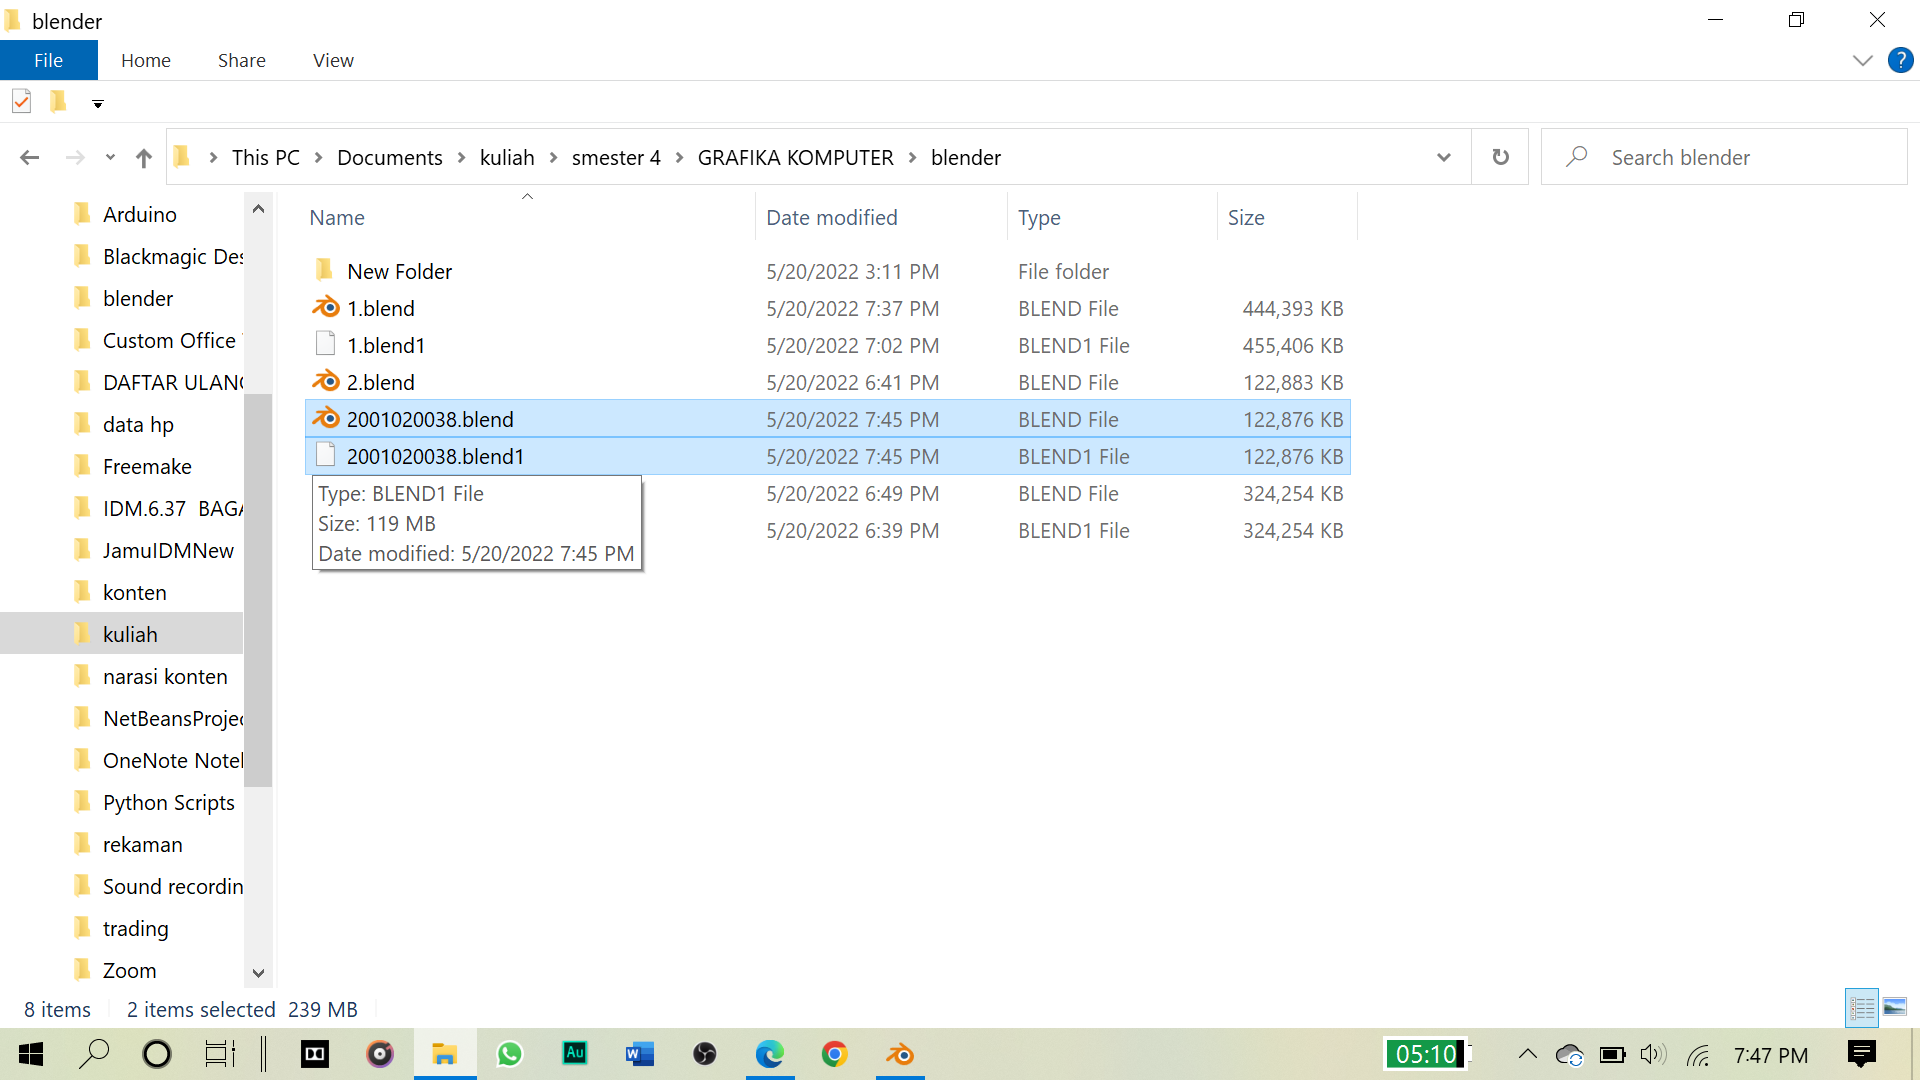 blender
File Home Share View
This PC Documents kuliah smester 4 GRAFIKA KOMPUTER blender Search blender
Name Date modified Type Size
New Folder 5/20/2022 3:11 PM File folder
1.blend 5/20/2022 7:37 PM BLEND File 444,393 KB
1.blend1 5/20/2022 7:02 PM BLEND1 File 455,406 KB
2.blend 5/20/2022 6:41 PM BLEND File 122,883 KB
2001020038.blend 5/20/2022 7:45 PM BLEND File 122,876 KB
2001020038.blend1 5/20/2022 7:45 PM BLEND1 File 122,876 KB
5/20/2022 6:49 PM BLEND File 324,254 KB
5/20/2022 6:39 PM BLEND1 File 324,254 KB
Type: BLEND1 File
Size: 119 MB
Date modified: 5/20/2022 7:45 PM
Arduino
Blackmagic Des
blender
Custom Office
DAFTAR ULANG
data hp
Freemake
IDM.6.37 BAGA
JamuIDMNew
konten
kuliah
narasi konten
NetBeansProjec
OneNote Note
Python Scripts
rekaman
Sound recordin
trading
Zoom
8 items 2 items selected 239 MB
Au W 05:10 7:47 PM